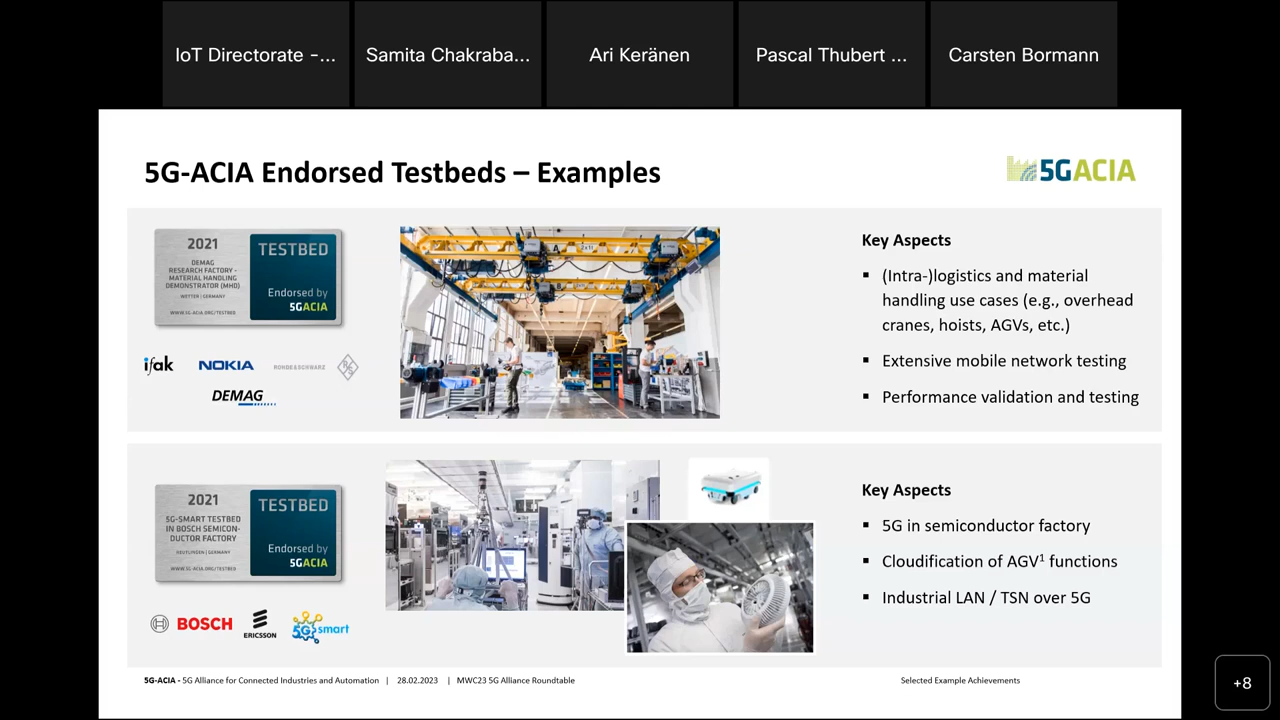 IoT Directorate -...
Samita Chakraba...
Ari Keränen
Pascal Thubert ...
Carsten Bormann
5G-ACIA Endorsed Testbeds – Examples
5GACIA
2021
DEMAG
RESEARCH FACTORY -
MATERIAL HANDLING
DEMONSTRATOR (MHD)
WETTER | GERMANY
WWW.5G-ACIA.ORG/TESTBED
TESTBED
Endorsed by
5GACIA
ifak
NOKIA
ROHDE&SCHWARZ
DEMAG
Key Aspects
▪ (Intra-)logistics and material
handling use cases (e.g., overhead
cranes, hoists, AGVs, etc.)
▪ Extensive mobile network testing
▪ Performance validation and testing
2021
5G-SMART TESTBED
IN BOSCH SEMICON-
DUCTOR FACTORY
REUTLINGEN | GERMANY
WWW.5G-ACIA.ORG/TESTBED
TESTBED
Endorsed by
5GACIA
BOSCH
ERICSSON
5G smart
Key Aspects
▪ 5G in semiconductor factory
▪ Cloudification of AGV¹ functions
▪ Industrial LAN / TSN over 5G
5G-ACIA - 5G Alliance for Connected Industries and Automation | 28.02.2023 | MWC23 5G Alliance Roundtable
Selected Example Achievements
+8